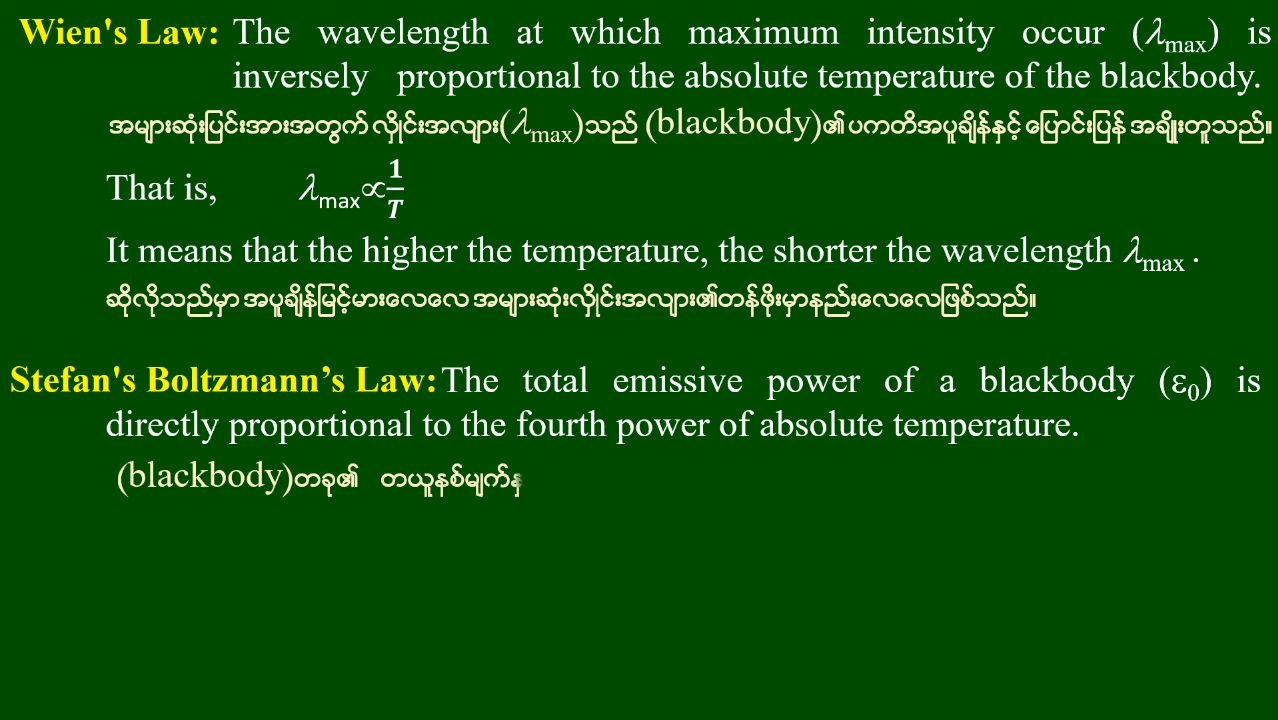 Wien's Law: The wavelength at which maximum intensity occur (λmax) is
inversely proportional to the absolute temperature of the blackbody.
အများဆုံးပြင်းအားအတွက် လှိုင်းအလျား(λmax)သည် (blackbody)၏ ပကတိအပူချိန်နှင့် ပြောင်းပြန် အချိုးတူသည်။
That is, λmax∝1/T
It means that the higher the temperature, the shorter the wavelength λmax .
ဆိုလိုသည်မှာ အပူချိန်မြင့်မားလေလေ အများဆုံးလှိုင်းအလျား၏တန်ဖိုးမှာနည်းလေလေဖြစ်သည်။
Stefan's Boltzmann’s Law: The total emissive power of a blackbody (ε0) is
directly proportional to the fourth power of absolute temperature.
(blackbody)တခု၏ တယူနစ်မျက်နှ